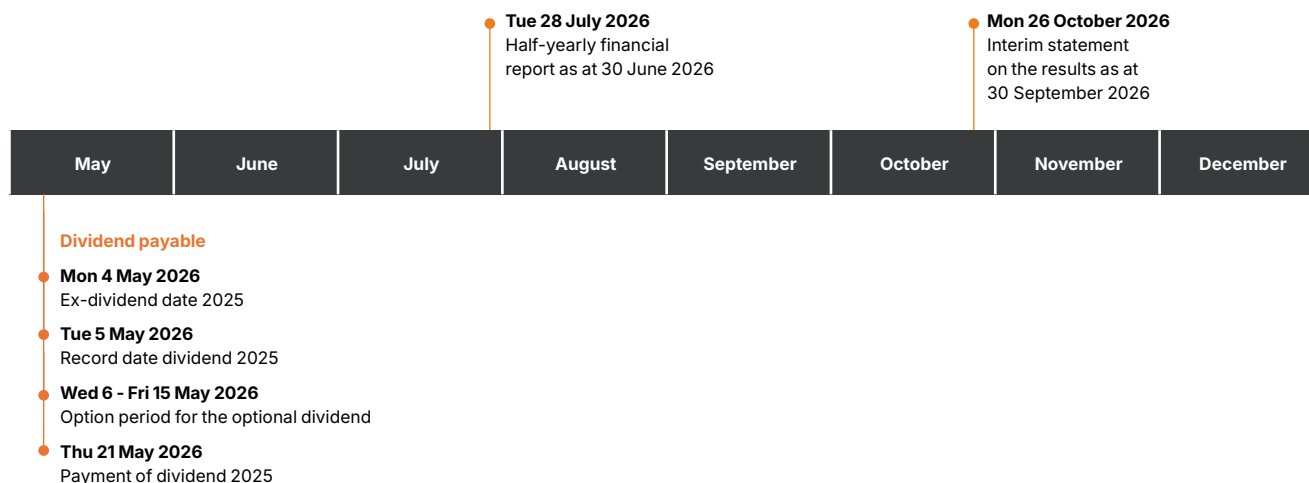 Tue 28 July 2026
Half-yearly financial
report as at 30 June 2026
Mon 26 October 2026
Interim statement
on the results as at
30 September 2026
May
June
July
August
September
October
November
December
Dividend payable
Mon 4 May 2026
Ex-dividend date 2025
Tue 5 May 2026
Record date dividend 2025
Wed 6 - Fri 15 May 2026
Option period for the optional dividend
Thu 21 May 2026
Payment of dividend 2025